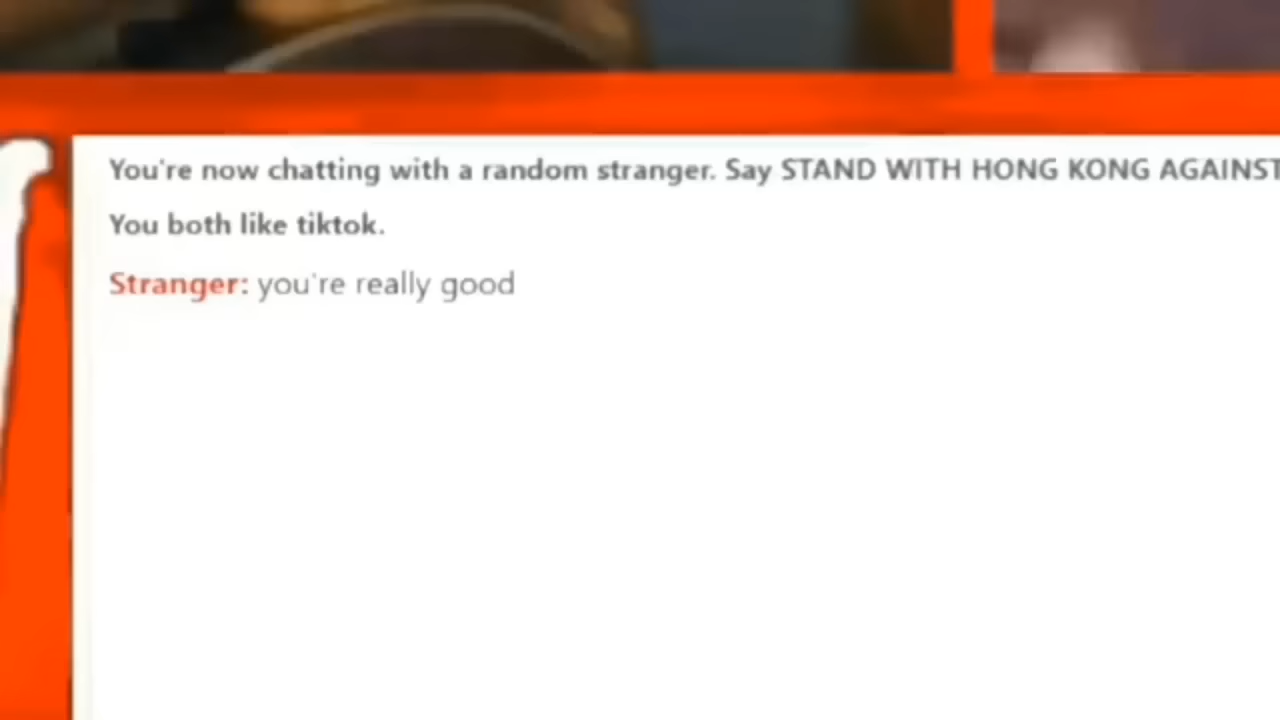 You're now chatting with a random stranger. Say STAND WITH HONG KONG AGAINST
You both like tiktok.
Stranger: you're really good